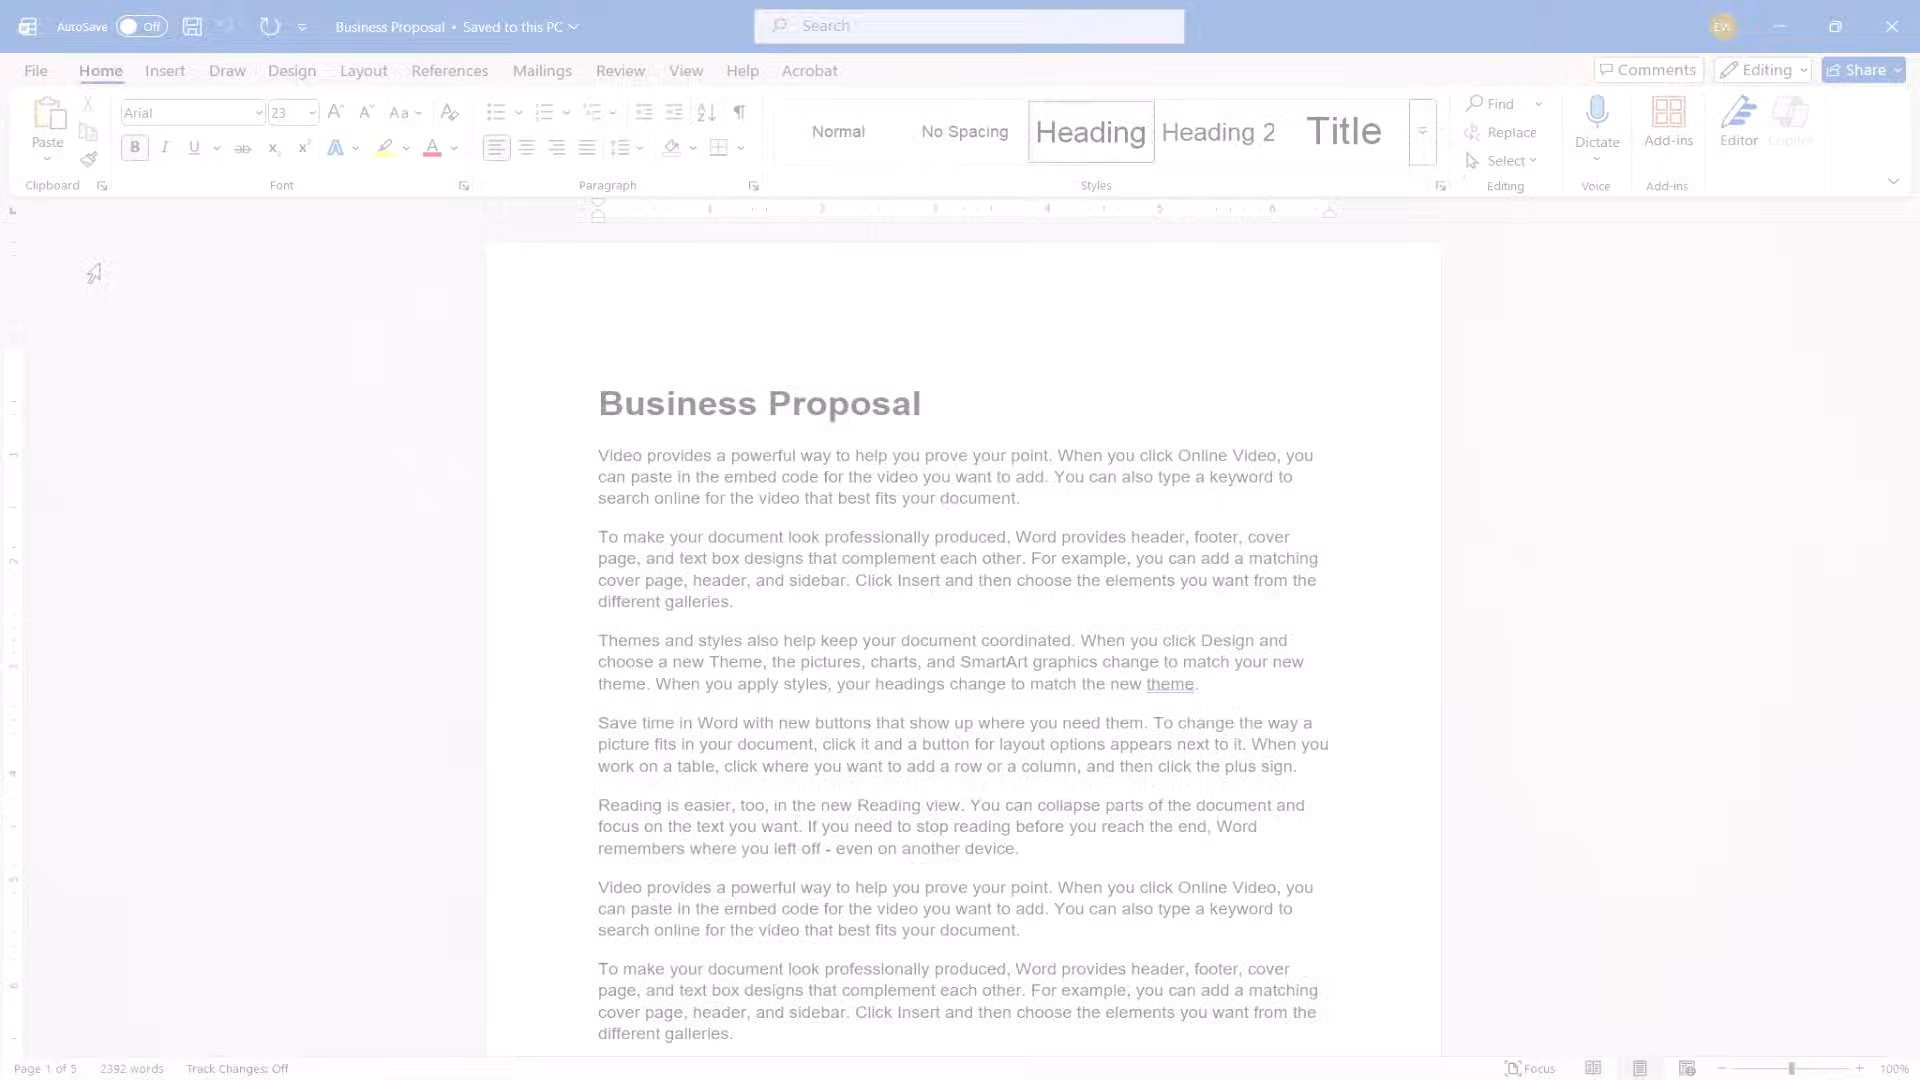 AutoSave Off Business Proposal • Saved to this PC Search EW
File Home Insert Draw Design Layout References Mailings Review View Help Acrobat Comments Editing Share
Paste Arial 23 Aa Normal No Spacing Heading Heading 2 Title Find Replace Select Dictate Add-ins Editor Copilot
Clipboard Font Paragraph Styles Editing Voice Add-ins
1 2 3 4 5 6
Business Proposal
Video provides a powerful way to help you prove your point. When you click Online Video, you
can paste in the embed code for the video you want to add. You can also type a keyword to
search online for the video that best fits your document.
To make your document look professionally produced, Word provides header, footer, cover
page, and text box designs that complement each other. For example, you can add a matching
cover page, header, and sidebar. Click Insert and then choose the elements you want from the
different galleries.
Themes and styles also help keep your document coordinated. When you click Design and
choose a new Theme, the pictures, charts, and SmartArt graphics change to match your new
theme. When you apply styles, your headings change to match the new theme.
Save time in Word with new buttons that show up where you need them. To change the way a
picture fits in your document, click it and a button for layout options appears next to it. When you
work on a table, click where you want to add a row or a column, and then click the plus sign.
Reading is easier, too, in the new Reading view. You can collapse parts of the document and
focus on the text you want. If you need to stop reading before you reach the end, Word
remembers where you left off - even on another device.
Video provides a powerful way to help you prove your point. When you click Online Video, you
can paste in the embed code for the video you want to add. You can also type a keyword to
search online for the video that best fits your document.
To make your document look professionally produced, Word provides header, footer, cover
page, and text box designs that complement each other. For example, you can add a matching
cover page, header, and sidebar. Click Insert and then choose the elements you want from the
different galleries.
Page 1 of 5 2392 words Track Changes: Off Focus 100%